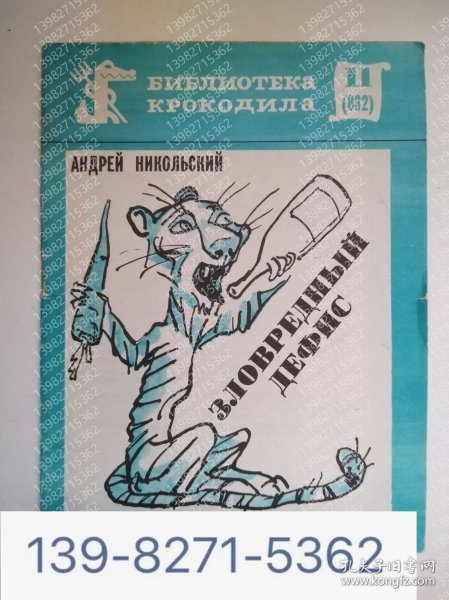 БИБЛИОТЕКА
КРОКОДИЛА
(832)
АНДРЕЙ НИКОЛЬСКИЙ
ЗЛОВРЕДНЫЙ
ДЕФИС
139-8271-5362
孔夫子旧书网
www.kongfz.com
13982715362